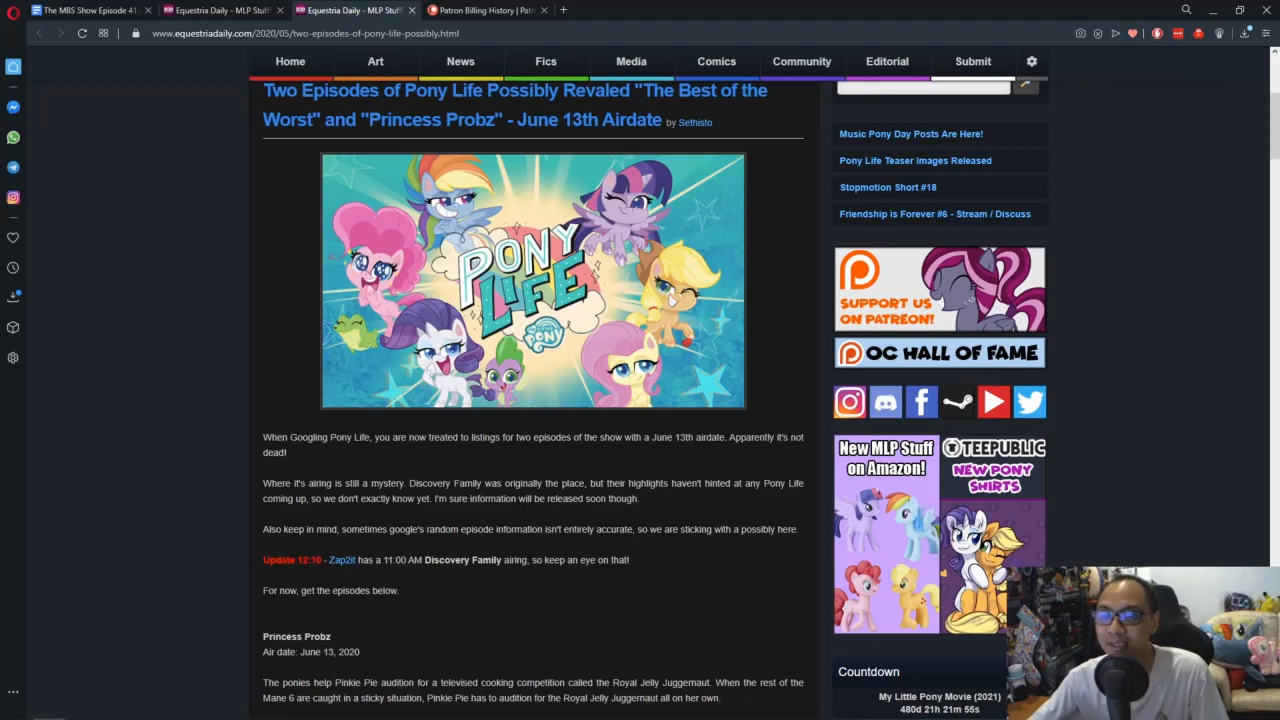 The MBS Show Episode 41
Equestria Daily - MLP Stuf
Equestria Daily - MLP Stuff
Patron Billing History | Patr
www.equestriadaily.com/2020/05/two-episodes-of-pony-life-possibly.html
Home
Art
News
Fics
Media
Comics
Community
Editorial
Submit
Two Episodes of Pony Life Possibly Revaled "The Best of the
Worst" and "Princess Probz" - June 13th Airdate by Sethisto
PONY
LIFE
my LITTLE
PONY
When Googling Pony Life, you are now treated to listings for two episodes of the show with a June 13th airdate. Apparently it's not
dead!
Where it's airing is still a mystery. Discovery Family was originally the place, but their highlights haven't hinted at any Pony Life
coming up, so we don't exactly know yet. I'm sure information will be released soon though.
Also keep in mind, sometimes google's random episode information isn't entirely accurate, so we are sticking with a possibly here.
Update 12:10 - Zap2it has a 11:00 AM Discovery Family airing, so keep an eye on that!
For now, get the episodes below.
Princess Probz
Air date: June 13, 2020
The ponies help Pinkie Pie audition for a televised cooking competition called the Royal Jelly Juggernaut. When the rest of the
Mane 6 are caught in a sticky situation, Pinkie Pie has to audition for the Royal Jelly Juggernaut all on her own.
Music Pony Day Posts Are Here!
Pony Life Teaser Images Released
Stopmotion Short #18
Friendship is Forever #6 - Stream / Discuss
SUPPORT US
ON PATREON!
OC HALL OF FAME
New MLP Stuff
on Amazon!
TEEPUBLIC
NEW PONY
SHIRTS
Countdown
My Little Pony Movie (2021)
480d 21h 21m 55s